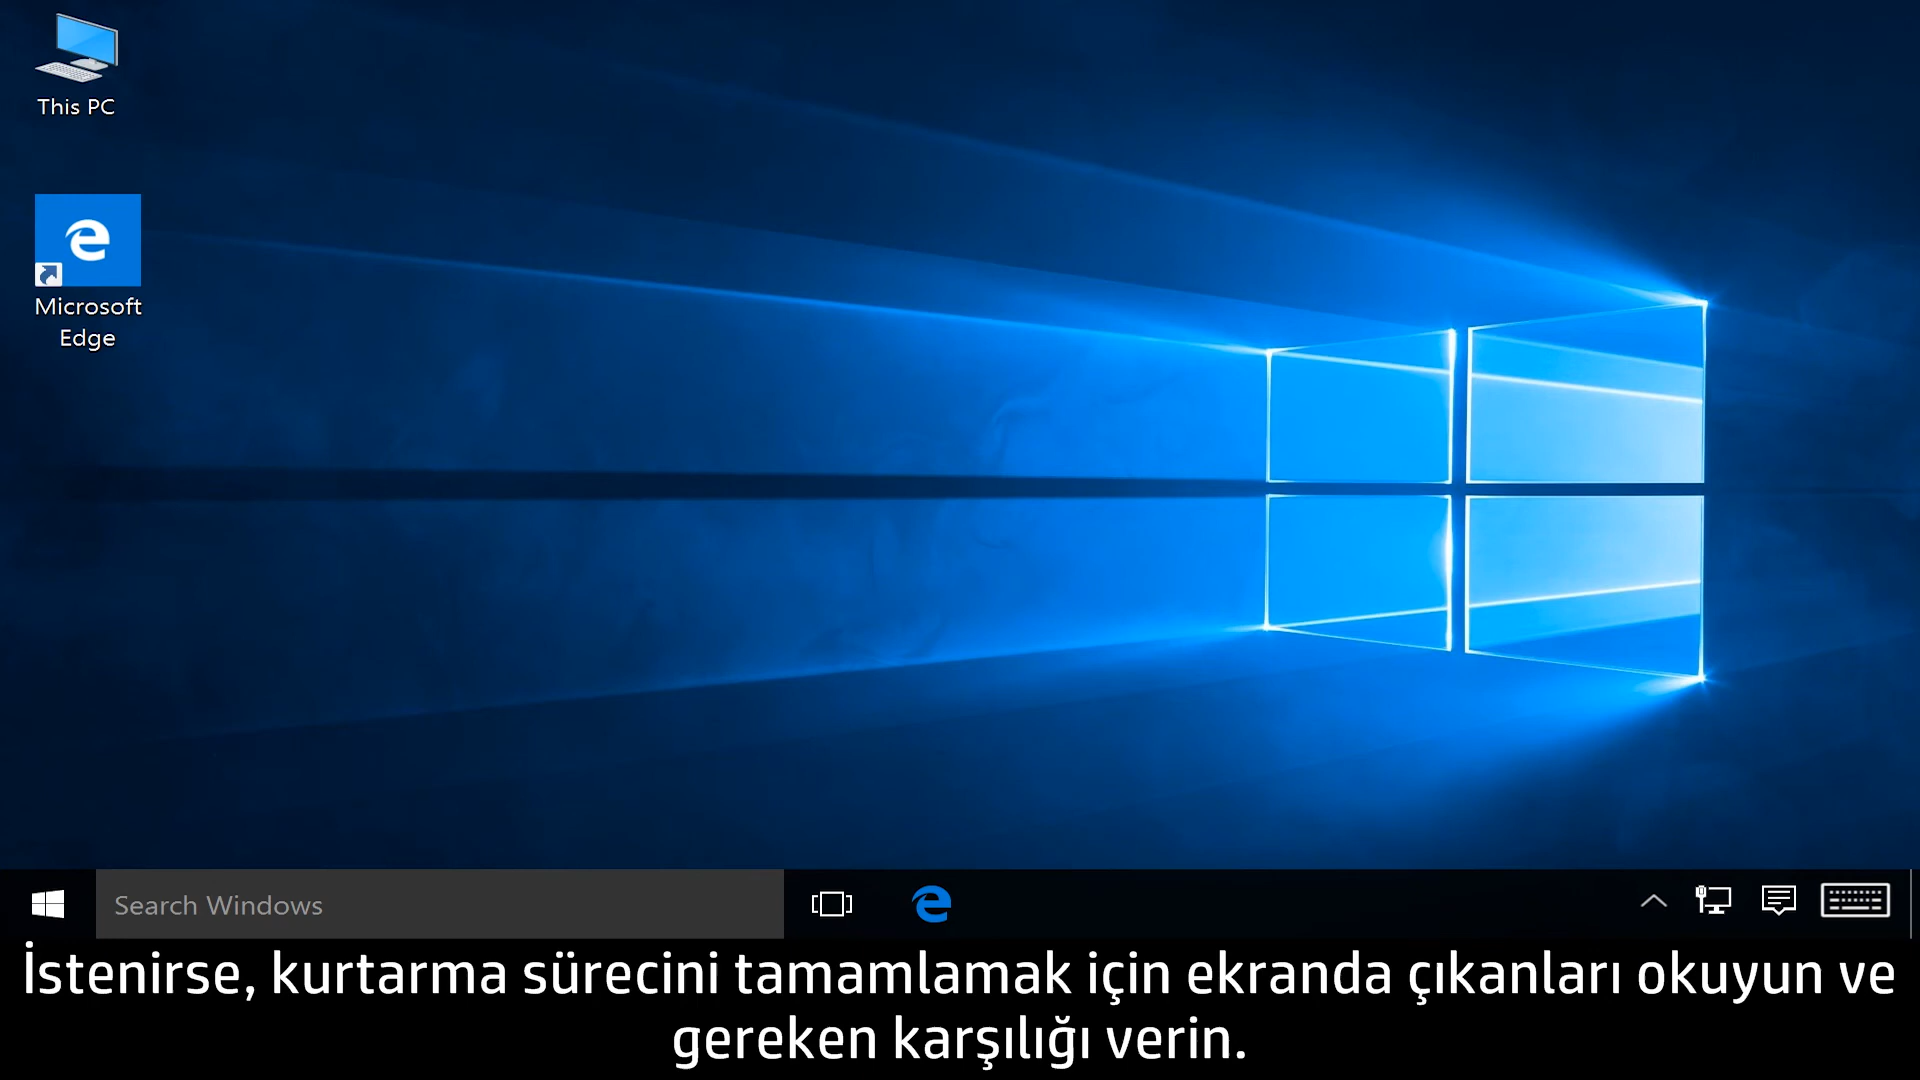 This PC
Microsoft
Edge
Search Windows
İstenirse, kurtarma sürecini tamamlamak için ekranda çıkanları okuyun ve
gereken karşılığı verin.